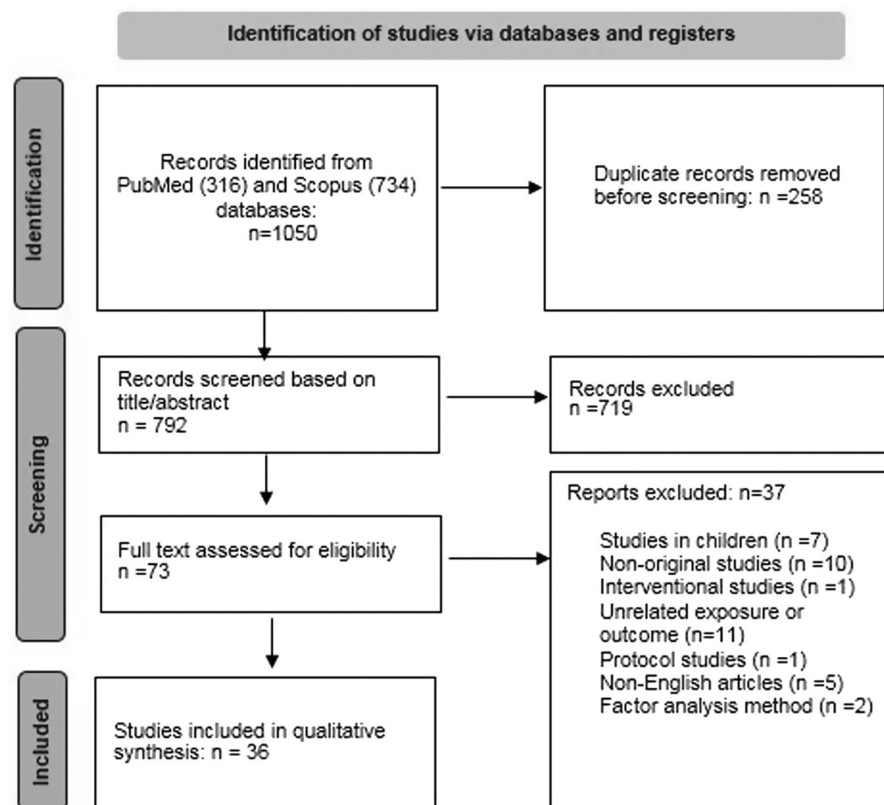 Identification of studies via databases and registers
Identification
Records identified from
PubMed (316) and Scopus (734)
databases:
n=1050
Duplicate records removed
before screening: n =258
Screening
Records screened based on
title/abstract
n = 792
Records excluded
n =719
Full text assessed for eligibility
n =73
Reports excluded: n=37
Studies in children (n =7)
Non-original studies (n =10)
Interventional studies (n =1)
Unrelated exposure or
outcome (n=11)
Protocol studies (n =1)
Non-English articles (n =5)
Factor analysis method (n =2)
Included
Studies included in qualitative
synthesis: n = 36